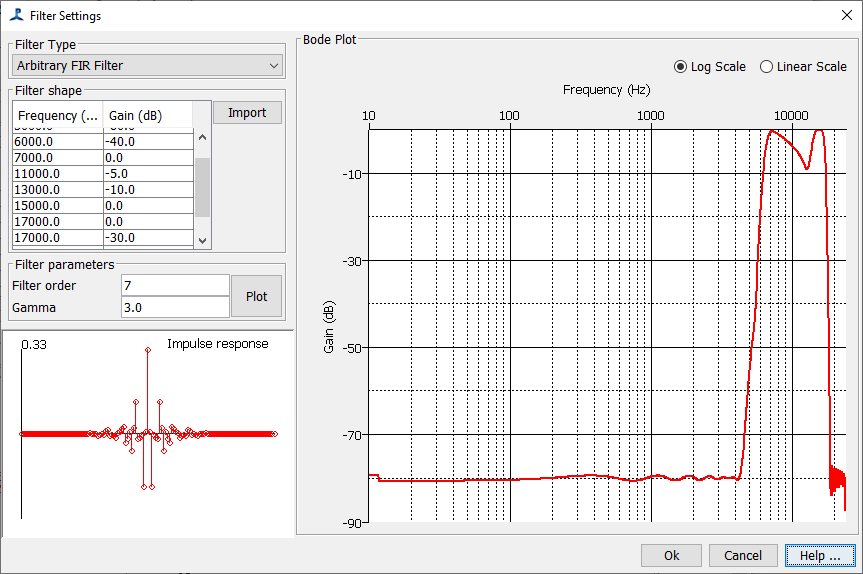 Filter Settings
Filter Type
Arbitrary FIR Filter
Filter shape
Frequency (... Gain (dB)
Import
6000.0 -40.0
7000.0 0.0
11000.0 -5.0
13000.0 -10.0
15000.0 0.0
17000.0 0.0
17000.0 -30.0
Filter parameters
Filter order 7
Gamma 3.0
Plot
0.33 Impulse response
Bode Plot
Log Scale Linear Scale
Frequency (Hz)
10 100 1000 10000
Gain (dB)
-10
-30
-50
-70
-90
Ok Cancel Help ...